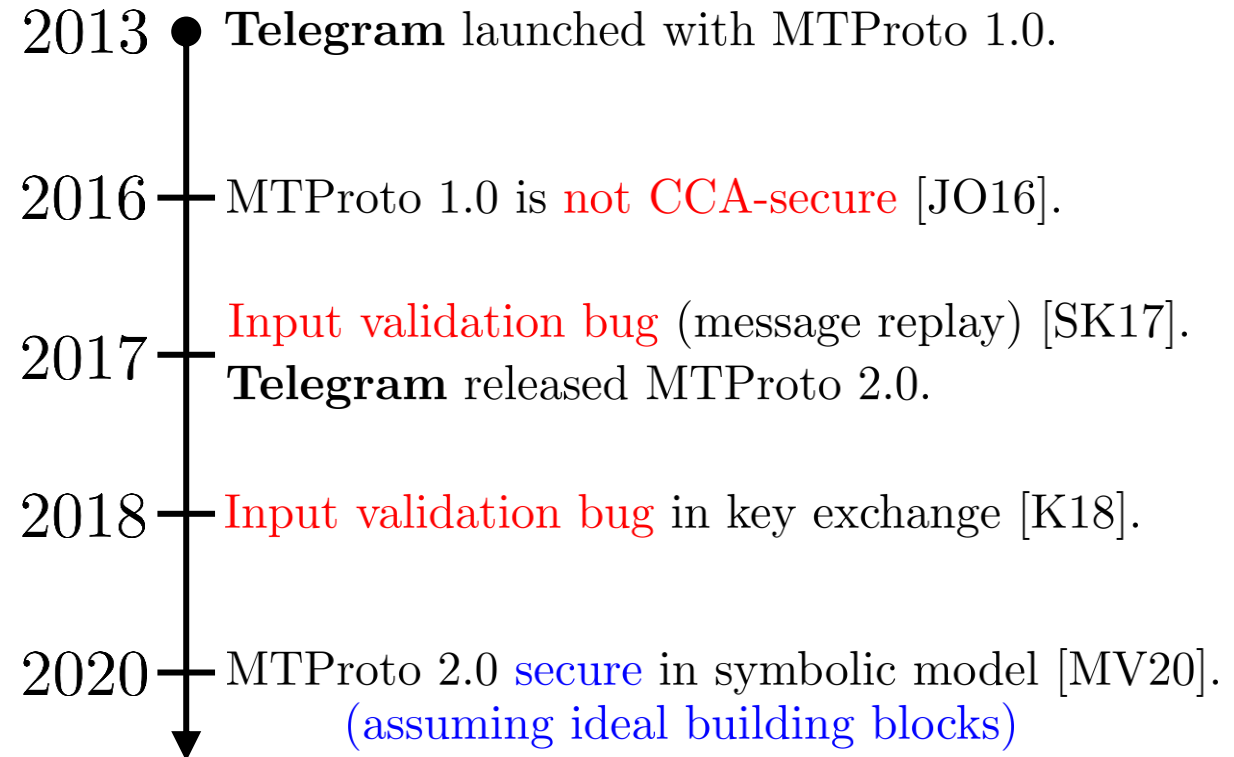 2013 Telegram launched with MTProto 1.0.
2016 MTProto 1.0 is not CCA-secure [JO16].
Input validation bug (message replay) [SK17].
2017
Telegram released MTProto 2.0.
2018 Input validation bug in key exchange [K18].
2020 MTProto 2.0 secure in symbolic model [MV20].
(assuming ideal building blocks)